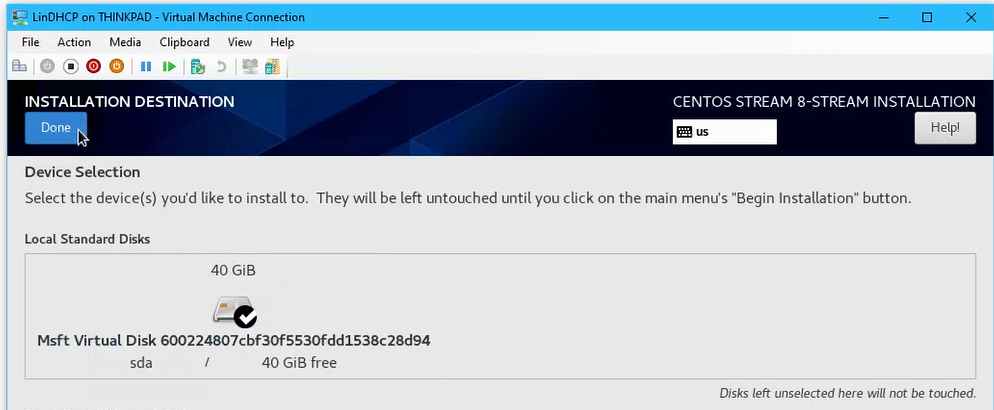 LinDHCP on THINKPAD - Virtual Machine Connection
File Action Media Clipboard View Help
INSTALLATION DESTINATION
CENTOS STREAM 8-STREAM INSTALLATION
Done
us
Help!
Device Selection
Select the device(s) you'd like to install to. They will be left untouched until you click on the main menu's "Begin Installation" button.
Local Standard Disks
40 GiB
Msft Virtual Disk 600224807cbf30f5530fdd1538c28d94
sda / 40 GiB free
Disks left unselected here will not be touched.